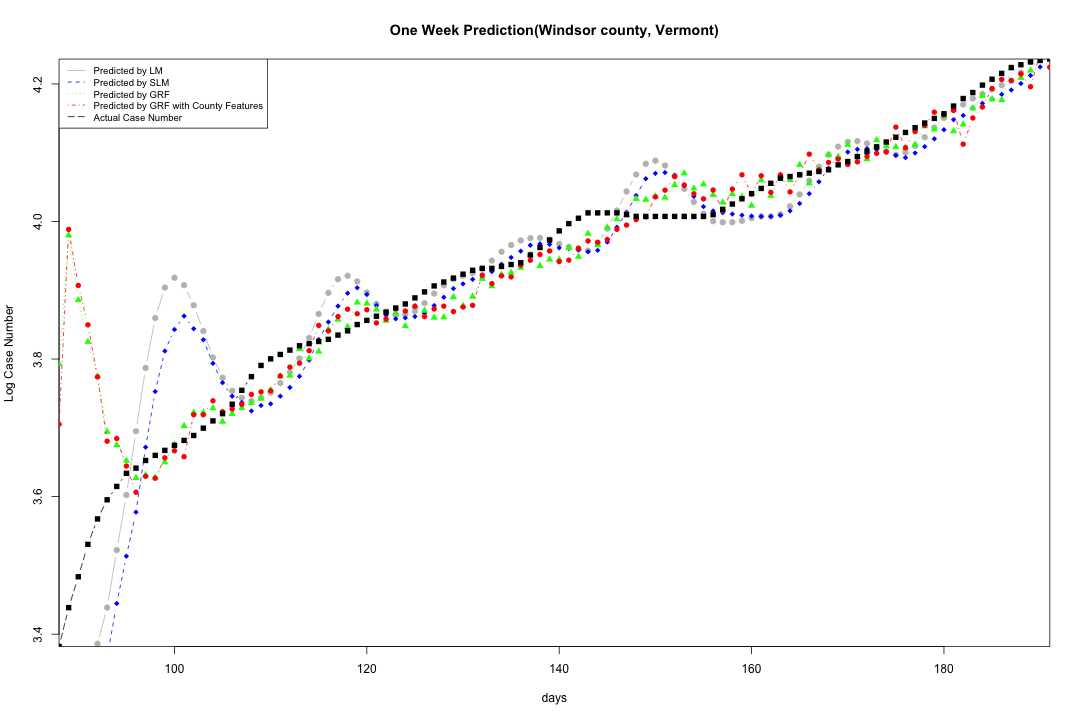 One Week Prediction(Windsor county, Vermont)
Predicted by LM
Predicted by SLM
Predicted by GRF
Predicted by GRF with County Features
Actual Case Number
Log Case Number
4.2
4.0
3.8
3.6
3.4
100 120 140 160 180
days